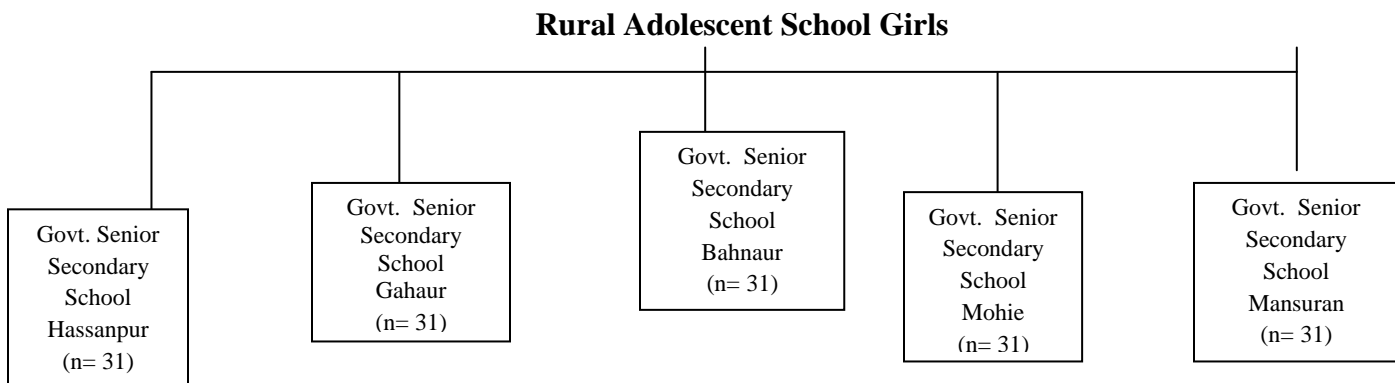 Rural Adolescent School Girls
Govt. Senior
Secondary
School
Hassanpur
(n= 31)
Govt. Senior
Secondary
School
Gahaur
(n= 31)
Govt. Senior
Secondary
School
Bahnaur
(n= 31)
Govt. Senior
Secondary
School
Mohie
(n= 31)
Govt. Senior
Secondary
School
Mansuran
(n= 31)